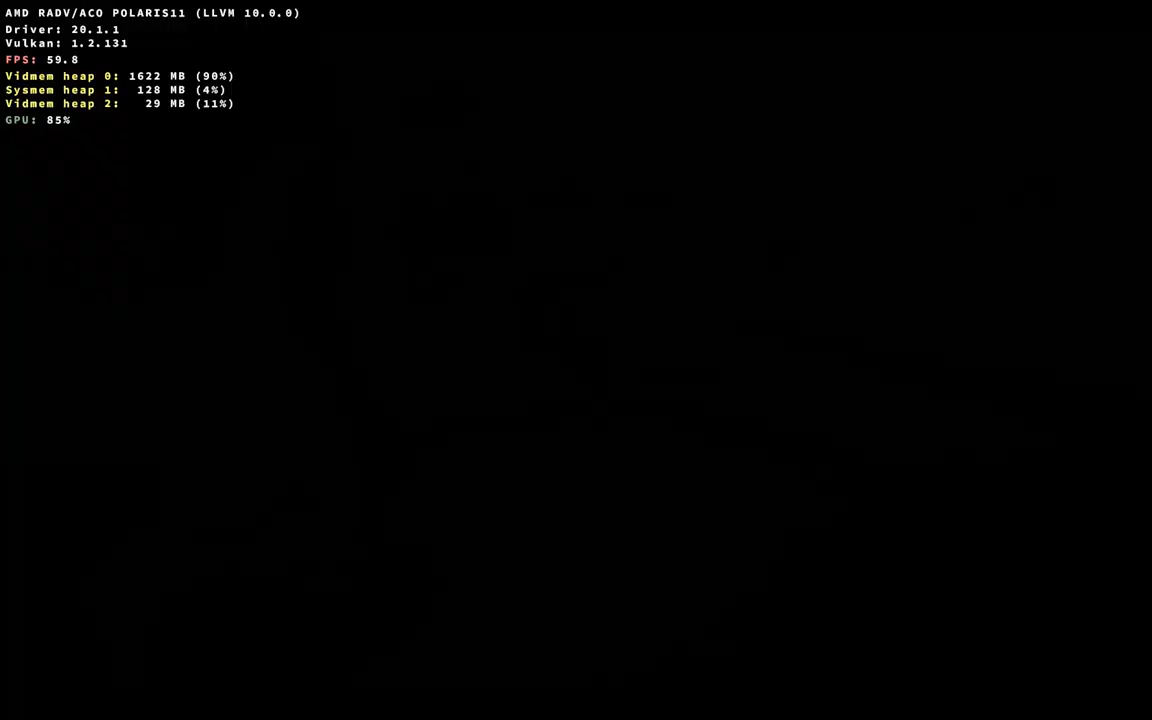 AMD RADV/ACO POLARIS11 (LLVM 10.0.0)
Driver: 20.1.1
Vulkan: 1.2.131
FPS: 59.8
Vidmem heap 0: 1622 MB (90%)
Sysmem heap 1: 128 MB (4%)
Vidmem heap 2: 29 MB (11%)
GPU: 85%